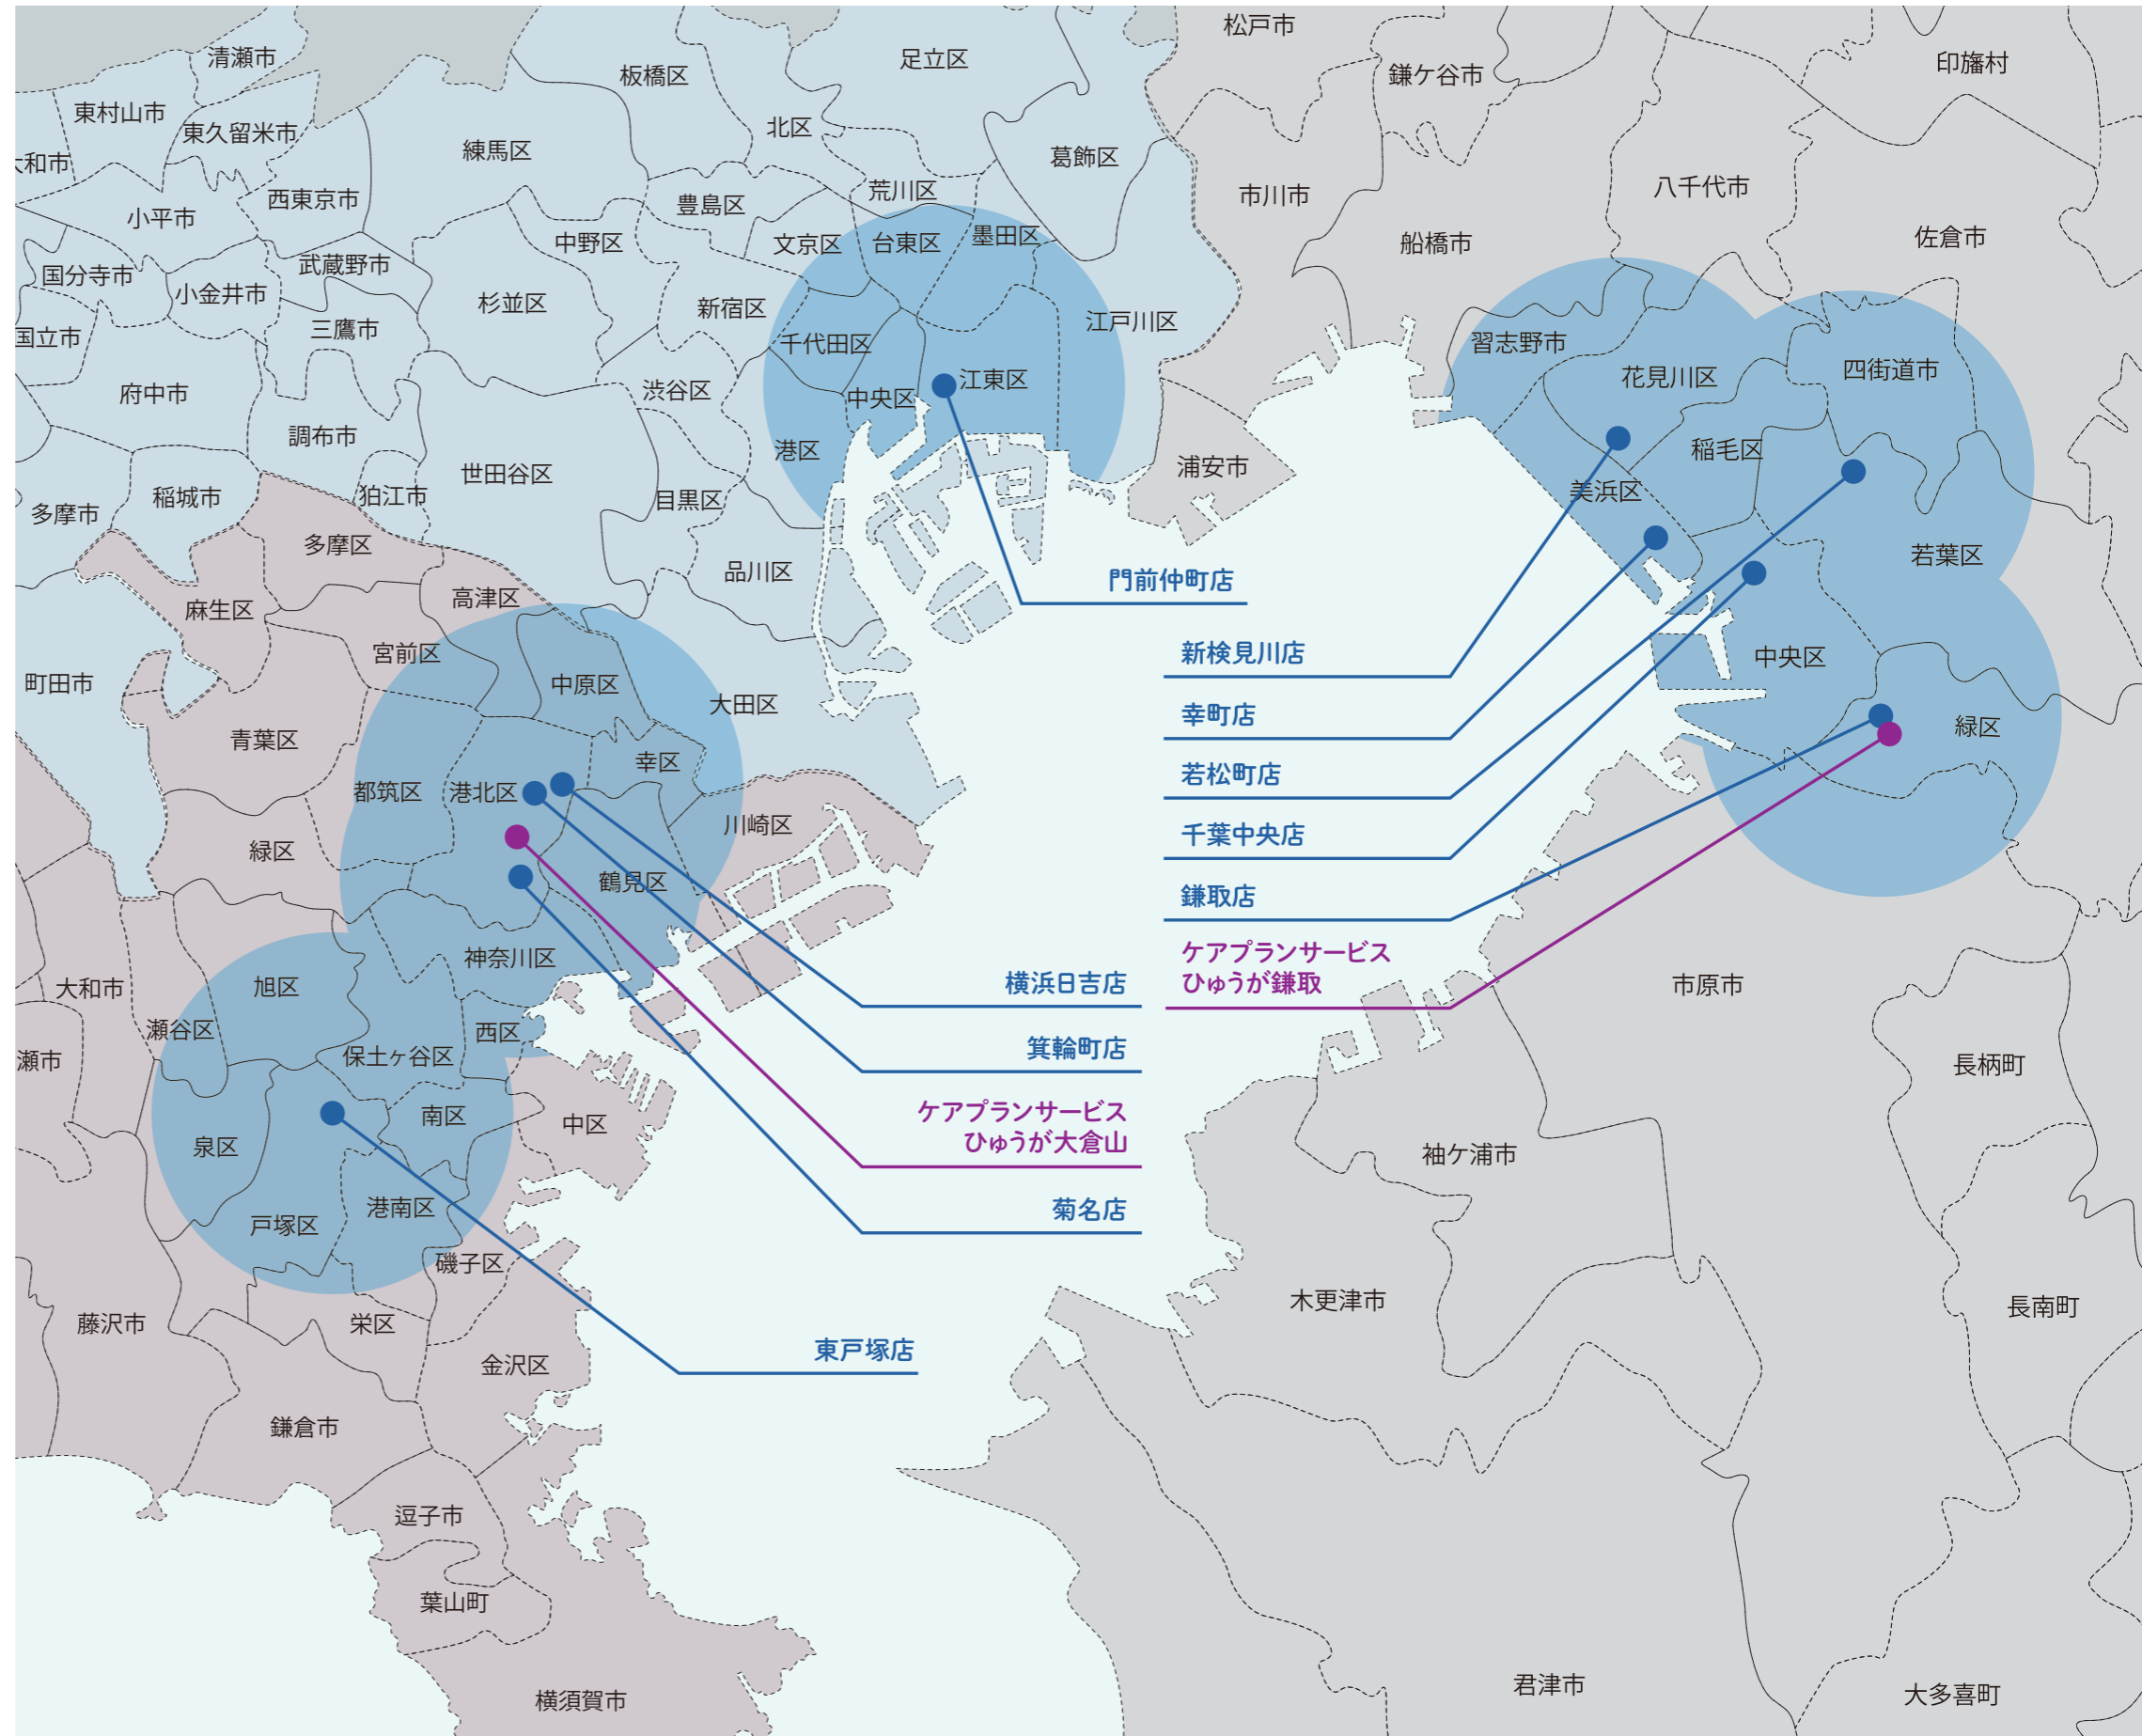 松戸市
清瀬市
足立区
印旛村
板橋区
鎌ケ谷市
東村山市
北区
東久留米市
練馬区
葛飾区
大和市
市川市
八千代市
荒川区
西東京市
豊島区
小平市
墨田区
佐倉市
中野区
文京区
台東区
船橋市
武蔵野市
国分寺市
小金井市
杉並区
新宿区
江戸川区
三鷹市
国立市
千代田区
習志野市
四街道市
花見川区
江東区
府中市
渋谷区
中央区
調布市
港区
稲毛区
浦安市
世田谷区
美浜区
稲城市
狛江市
目黒区
多摩市
多摩区
若葉区
品川区
門前仲町店
高津区
麻生区
新検見川店
宮前区
中央区
町田市
中原区
大田区
幸町店
緑区
青葉区
幸区
若松町店
都筑区
港北区
川崎区
千葉中央店
緑区
鶴見区
鎌取店
神奈川区
ケアプランサービス
ひゅうが鎌取
横浜日吉店
市原市
旭区
大和市
瀬谷区
西区
箕輪町店
保土ヶ谷区
瀬市
長柄町
ケアプランサービス
ひゅうが大倉山
南区
中区
泉区
袖ケ浦市
菊名店
港南区
戸塚区
磯子区
木更津市
長南町
藤沢市
栄区
東戸塚店
金沢区
鎌倉市
逗子市
葉山町
君津市
大多喜町
横須賀市